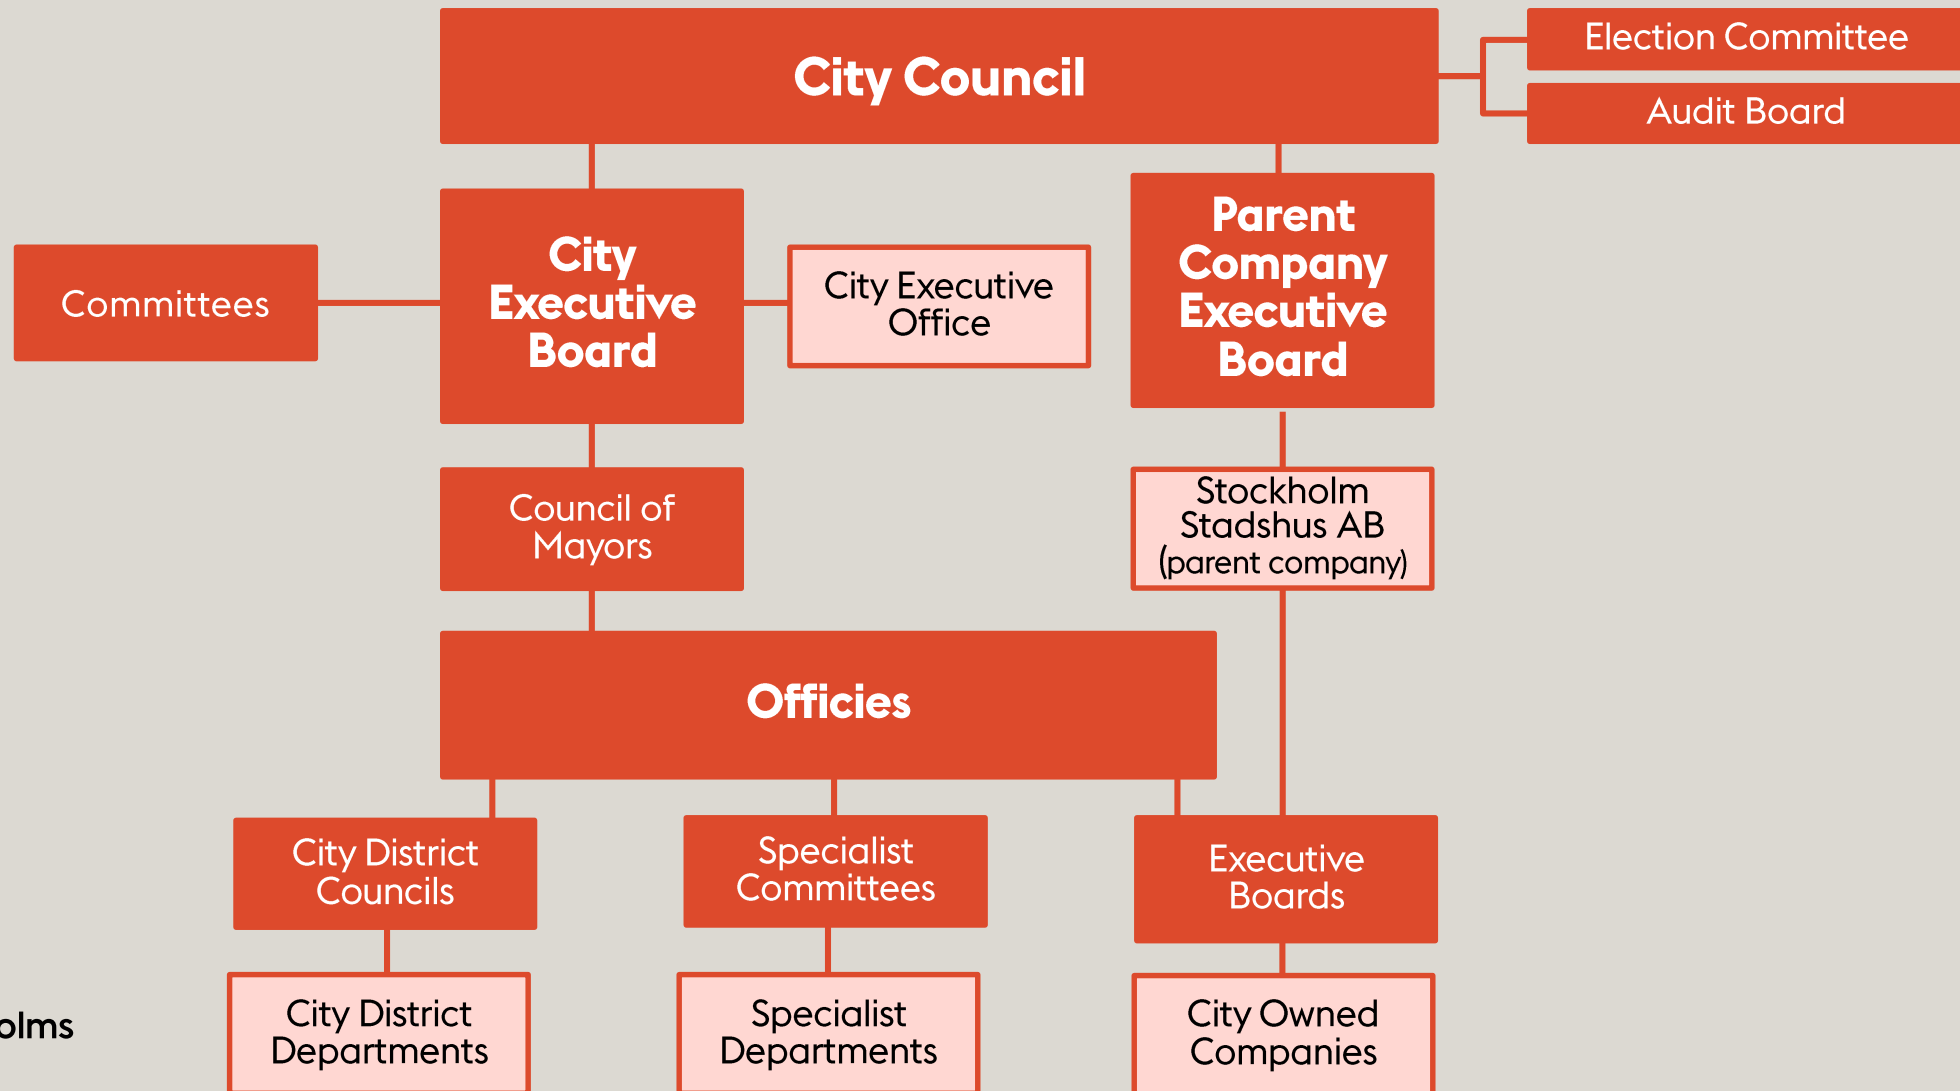 City Council
Election Committee
Audit Board
Committees
City
Executive
Board
City Executive
Office
Parent
Company
Executive
Board
Council of
Mayors
Stockholm
Stadshus AB
(parent company)
Officies
City District
Councils
Specialist
Committees
Executive
Boards
olms
City District
Departments
Specialist
Departments
City Owned
Companies